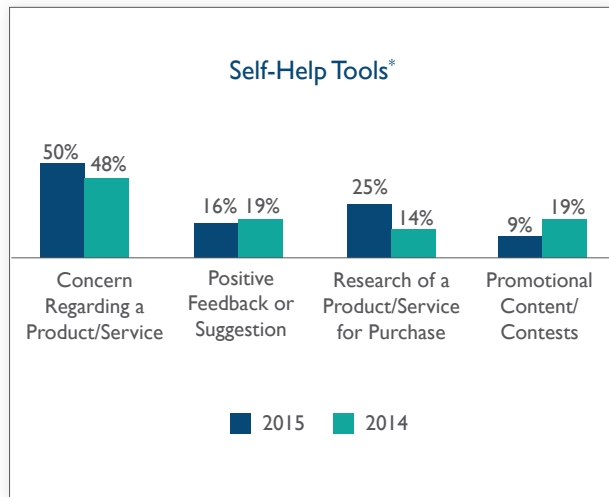 Self-Help Tools*
50% 48% 16% 19% 25% 14% 9% 19%
Concern
Regarding a
Product/Service
Positive
Feedback or
Suggestion
Research of a
Product/Service
for Purchase
Promotional
Content/
Contests
2015 2014